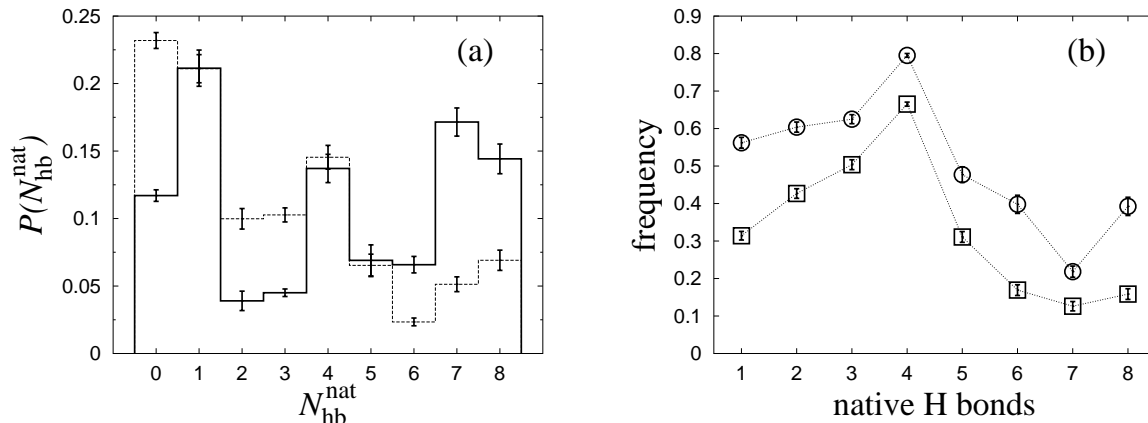 (a)
P(N_hb^nat)
0.25
0.2
0.15
0.1
0.05
0
0 1 2 3 4 5 6 7 8
N_hb^nat
(b)
frequency
0.9
0.8
0.7
0.6
0.5
0.4
0.3
0.2
0.1
0
1 2 3 4 5 6 7 8
native H bonds